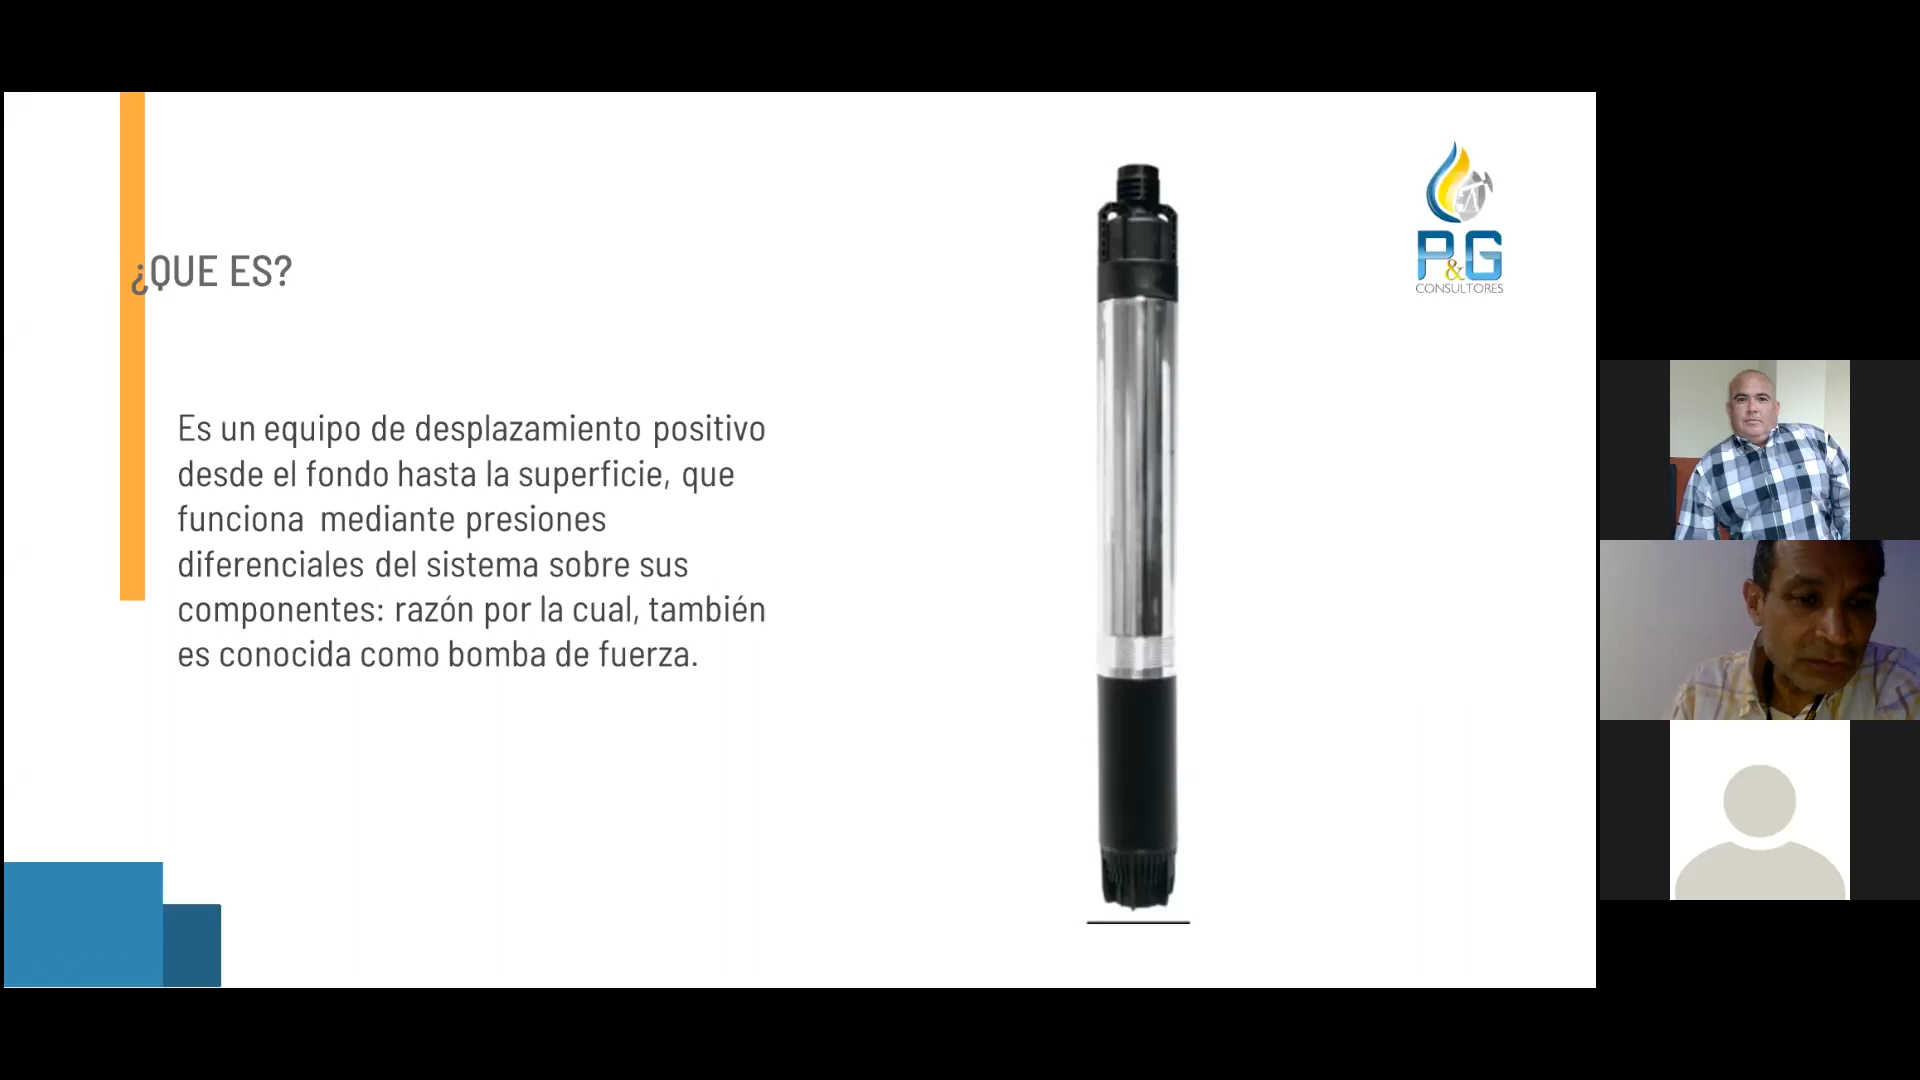 ¿QUE ES?
Es un equipo de desplazamiento positivo
desde el fondo hasta la superficie, que
funciona mediante presiones
diferenciales del sistema sobre sus
componentes: razón por la cual, también
es conocida como bomba de fuerza.
P&G
CONSULTORES